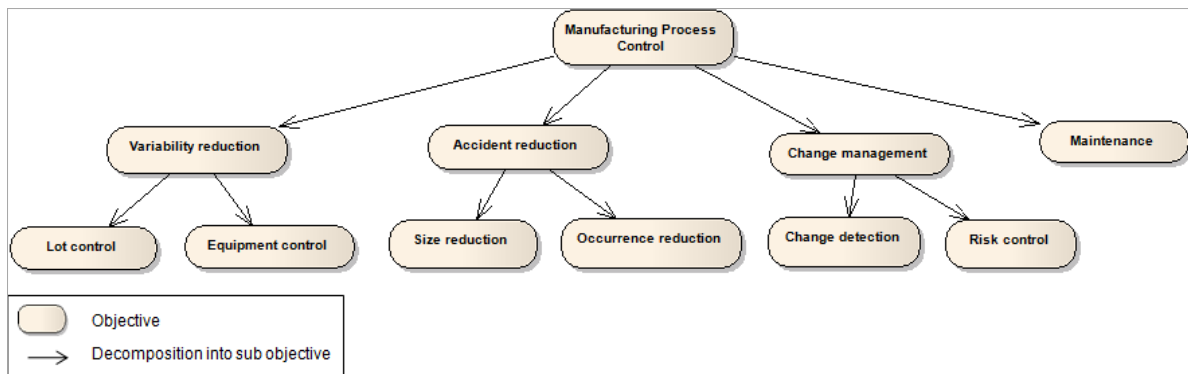 Manufacturing Process
Control
Variability reduction
Accident reduction
Change management
Maintenance
Lot control
Equipment control
Size reduction
Occurrence reduction
Change detection
Risk control
Objective
Decomposition into sub objective